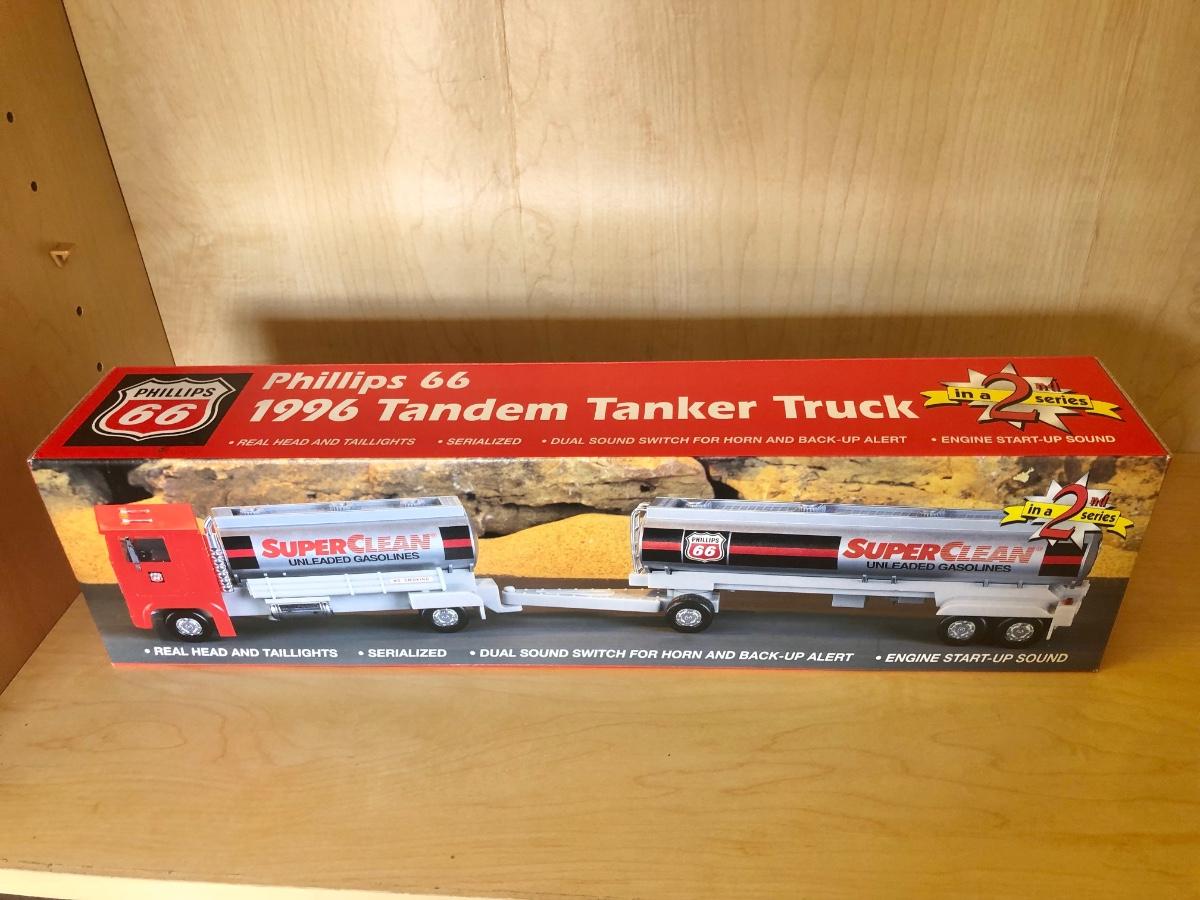 Phillips 66
PHILLIPS
66
1996 Tandem Tanker Truck
in a 2nd series
• REAL HEAD AND TAILLIGHTS • SERIALIZED • DUAL SOUND SWITCH FOR HORN AND BACK-UP ALERT • ENGINE START-UP SOUND
in a 2nd series
SUPERCLEAN®
UNLEADED GASOLINES
PHILLIPS
66
SUPERCLEAN®
UNLEADED GASOLINES
NO SMOKING
• REAL HEAD AND TAILLIGHTS • SERIALIZED • DUAL SOUND SWITCH FOR HORN AND BACK-UP ALERT • ENGINE START-UP SOUND